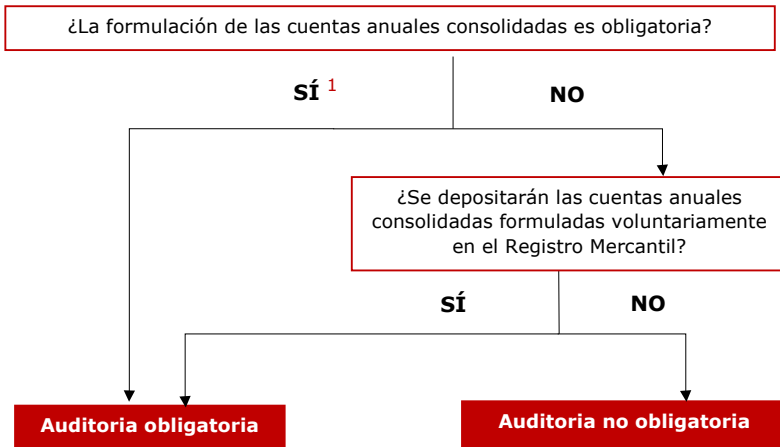 ¿La formulación de las cuentas anuales consolidadas es obligatoria?
SÍ 1
NO
¿Se depositarán las cuentas anuales
consolidadas formuladas voluntariamente
en el Registro Mercantil?
SÍ
NO
Auditoria obligatoria
Auditoria no obligatoria